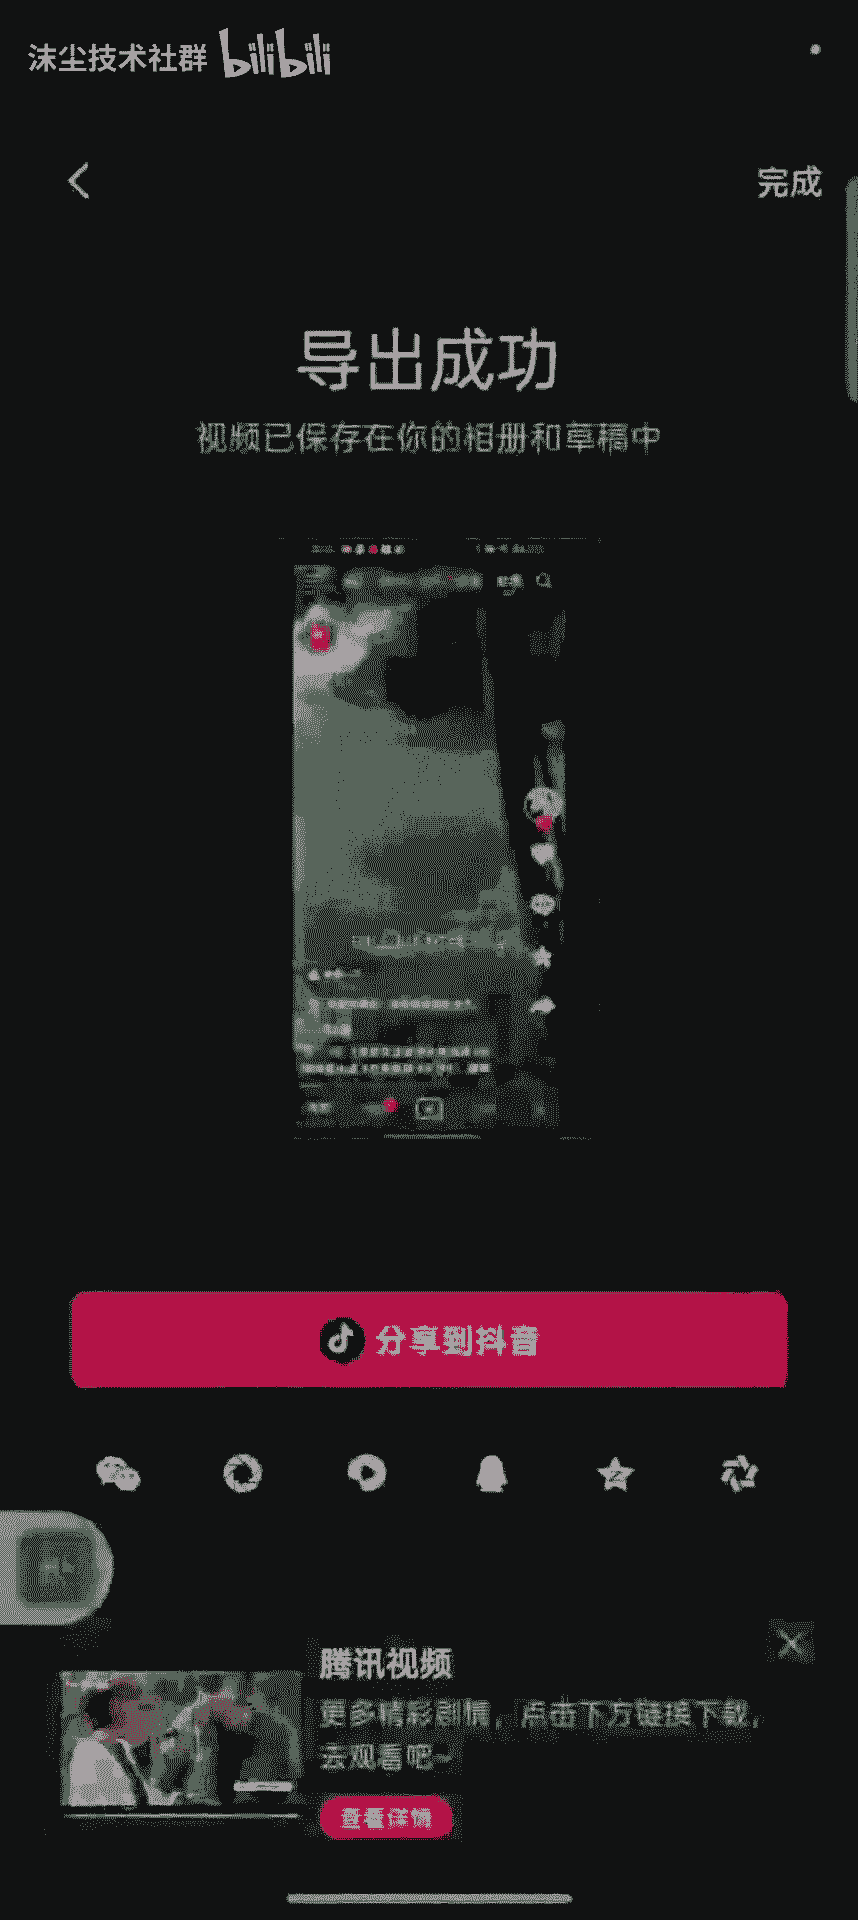 沫尘技术社群 bilibili
完成
导出成功
视频已保存在你的相册和草稿中
分享到抖音
腾讯视频
更多精彩剧情，点击下方链接下载，
去观看吧~
查看详情